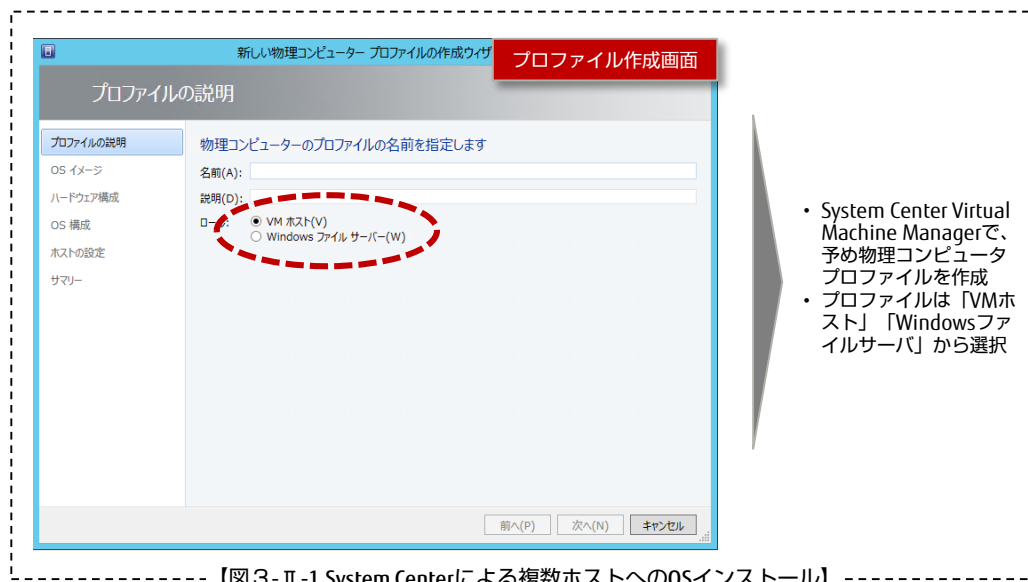 新しい物理コンピューター プロファイルの作成ウィザ
プロファイル作成画面
プロファイルの説明
プロファイルの説明
OS イメージ
ハードウェア構成
OS 構成
ホストの設定
サマリー
物理コンピューターのプロファイルの名前を指定します
名前(A):
説明(D):
ロール:
VM ホスト(V)
Windows ファイル サーバー(W)
前へ(P)
次へ(N)
キャンセル
• System Center Virtual
Machine Managerで、
予め物理コンピュータ
プロファイルを作成
• プロファイルは「VMホ
スト」「Windowsファ
イルサーバ」から選択
【図３-Ⅱ-1 System Centerによる複数ホストへのOSインストール】